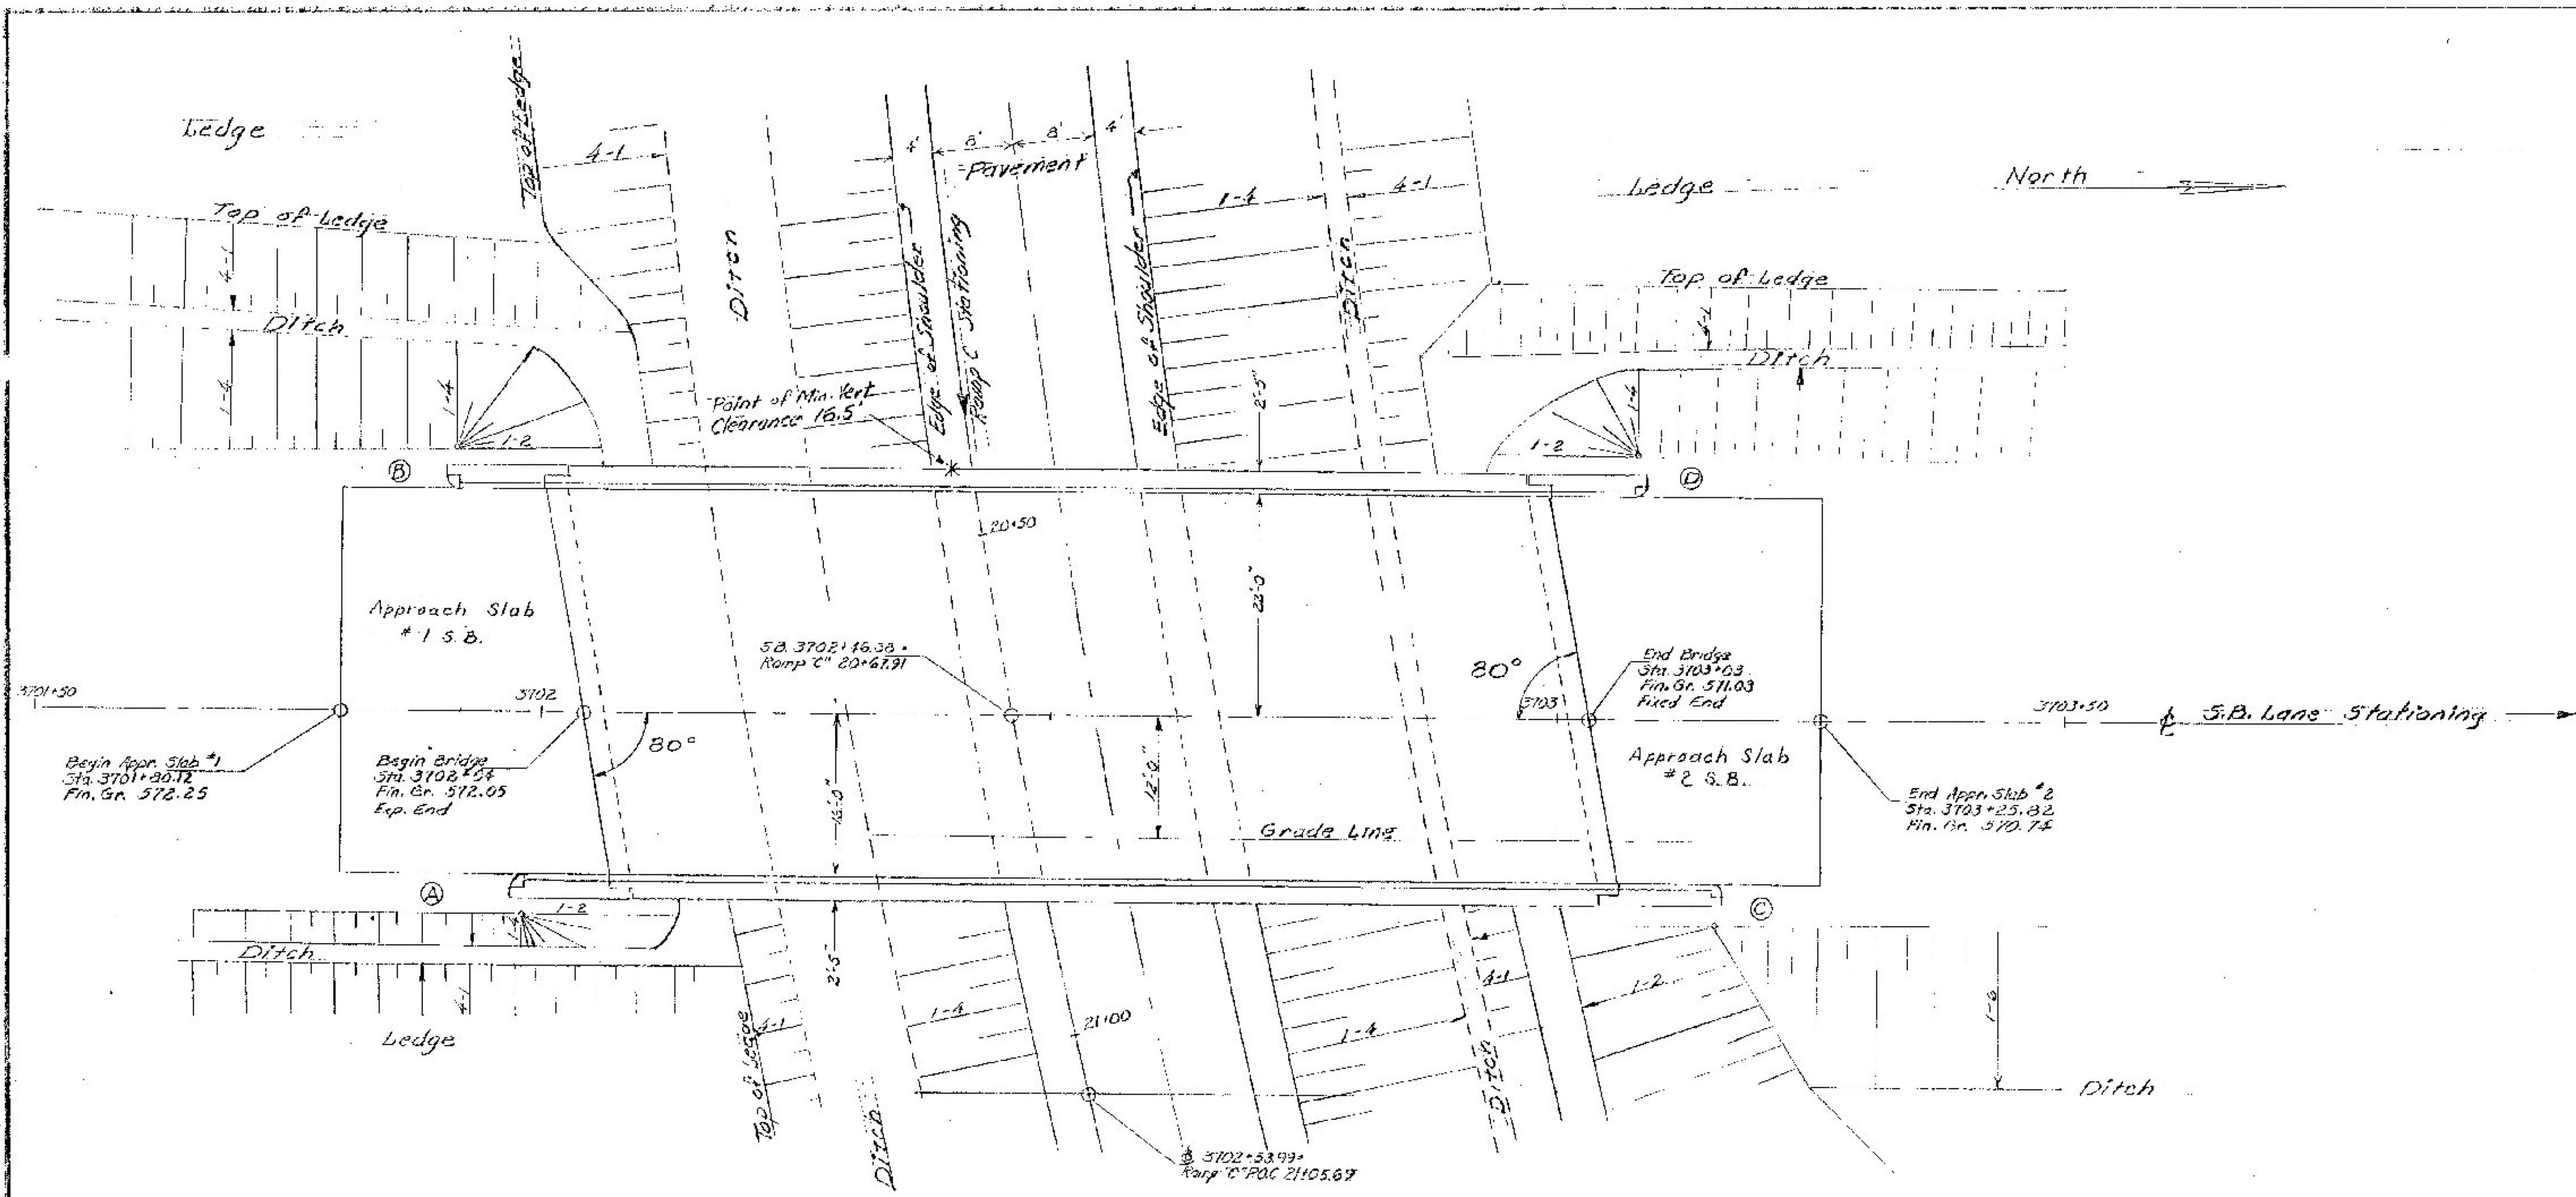 Ledge
Top of Ledge
4-1
4'
8'
8'
4'
Pavement
Ledge
North
Top of Ledge
4-1
Ditch
1-4
1-4
1-2
Ditch
Edge of Shoulder
Ramp "C" Stationing
Edge of Shoulder
1-4
4-1
Ditch
Top of Ledge
4-1
Ditch
1-4
1-2
Point of Min. Vert
Clearance 16.5'
2'-5"
B
D
20+50
Approach Slab
#1 S.B.
22'-0"
S.B. 3702+46.38 =
Ramp "C" 20+67.91
80°
End Bridge
Sta. 3703+03
Fin. Gr. 571.03
Fixed End
3701+50
3702
3703
3703+50
℄ S.B. Lane Stationing
Begin Appr. Slab #1
Sta. 3701+80.12
Fin. Gr. 572.25
Begin Bridge
Sta. 3702+04
Fin. Gr. 572.05
Exp. End
80°
12'-0"
Approach Slab
#2 S.B.
End Appr. Slab #2
Sta. 3703+25.82
Fin. Gr. 570.74
Grade Line
A
C
1-2
Ditch
4-1
Ledge
2'-5"
Top of Ledge
4-1
Ditch
1-4
21+00
1-4
4-1
Ditch
1-2
1-6
Ditch
3702+53.99=
Ramp "C" P.O.C. 21+05.69